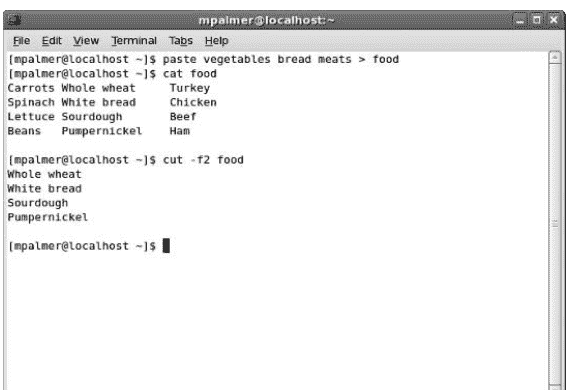 mpalmer@localhost:~
File Edit View Terminal Tabs Help
[mpalmer@localhost ~]$ paste vegetables bread meats > food
[mpalmer@localhost ~]$ cat food
Carrots Whole wheat Turkey
Spinach White bread Chicken
Lettuce Sourdough Beef
Beans Pumpernickel Ham
[mpalmer@localhost ~]$ cut -f2 food
Whole wheat
White bread
Sourdough
Pumpernickel
[mpalmer@localhost ~]$